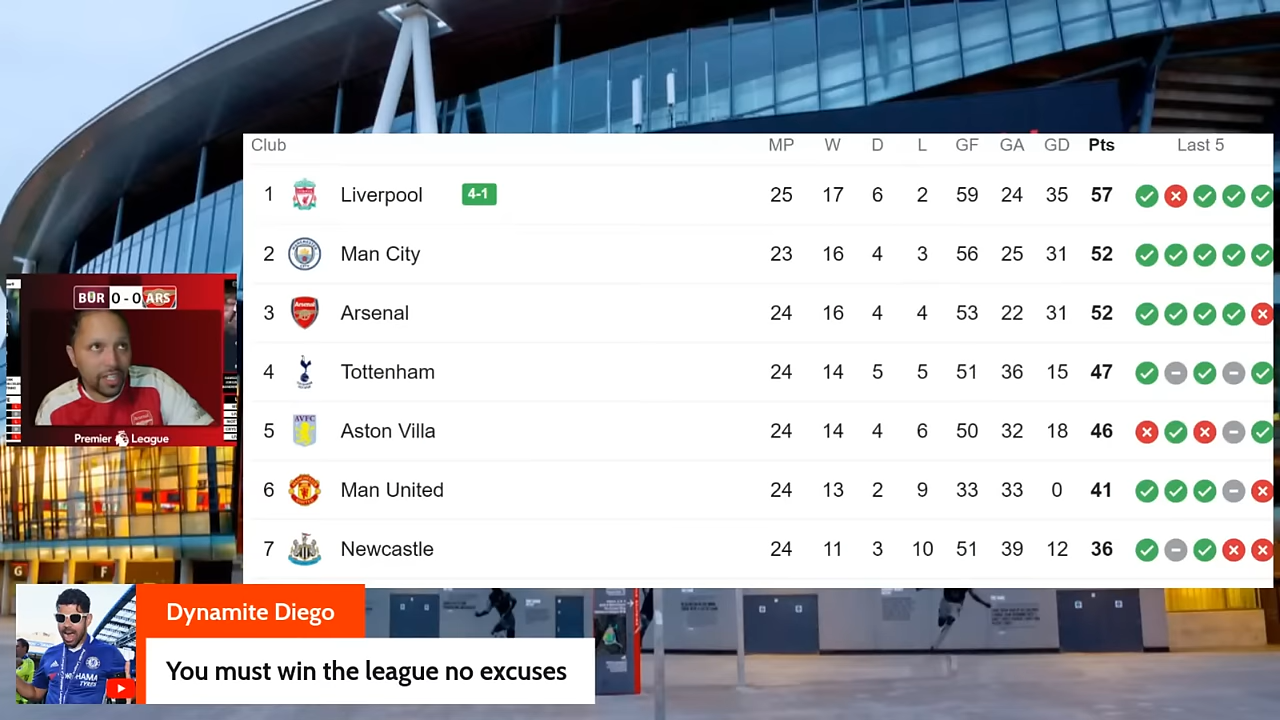 Club MP W D L GF GA GD Pts Last 5
1 Liverpool 4-1 25 17 6 2 59 24 35 57
2 Man City 23 16 4 3 56 25 31 52
3 Arsenal 24 16 4 4 53 22 31 52
4 Tottenham 24 14 5 5 51 36 15 47
5 AVFC Aston Villa 24 14 4 6 50 32 18 46
6 Man United 24 13 2 9 33 33 0 41
7 Newcastle 24 11 3 10 51 39 12 36
BUR 0 - 0 ARS
Premier League
G F
Dynamite Diego
You must win the league no excuses